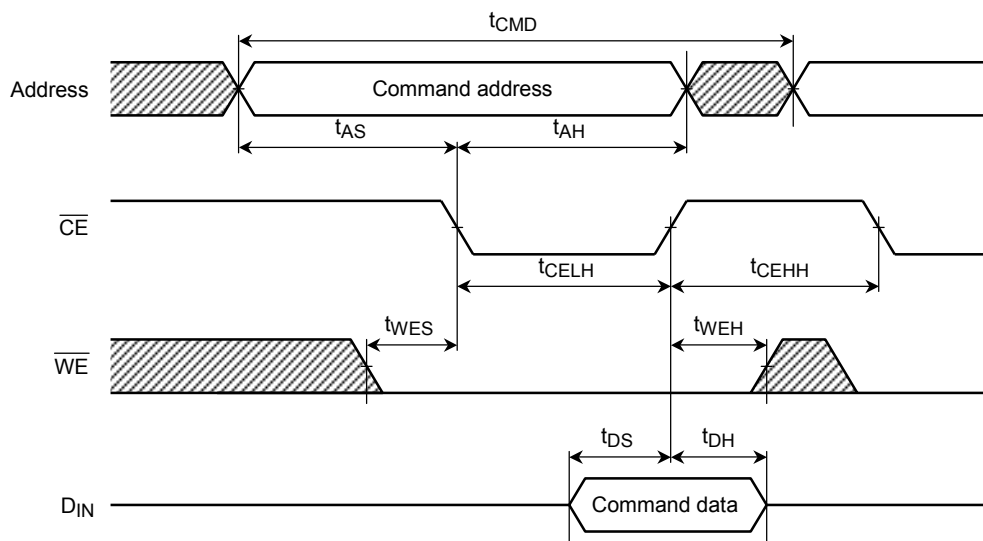 tCMD
Address
Command address
tAS
tAH
CE
tCELH
tCEHH
tWES
tWEH
WE
tDS
tDH
DIN
Command data